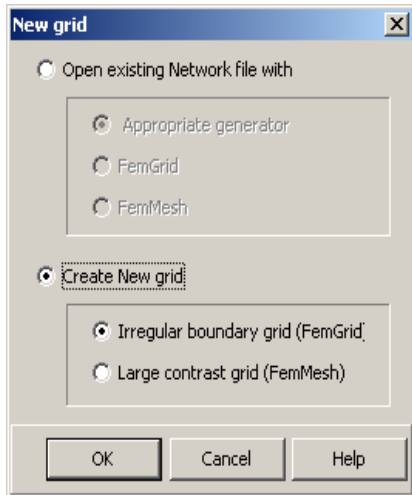 New grid
Open existing Network file with
Appropriate generator
FemGrid
FemMesh
Create New grid
Irregular boundary grid (FemGrid)
Large contrast grid (FemMesh)
OK Cancel Help